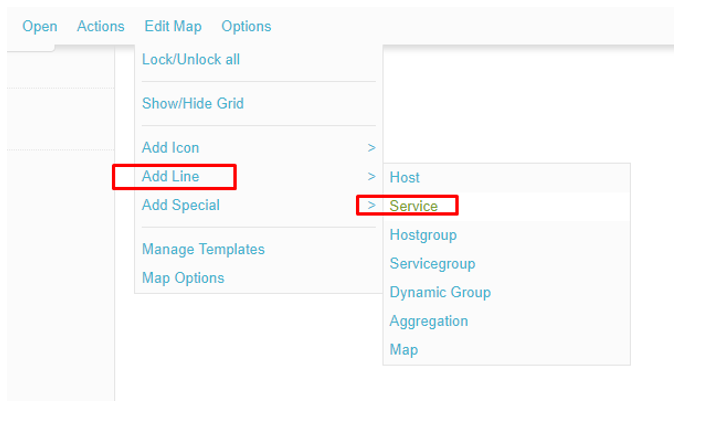 Open Actions Edit Map Options
Lock/Unlock all
Show/Hide Grid
Add Icon >
Add Line >
Add Special >
Manage Templates
Map Options
Host
Service
Hostgroup
Servicegroup
Dynamic Group
Aggregation
Map